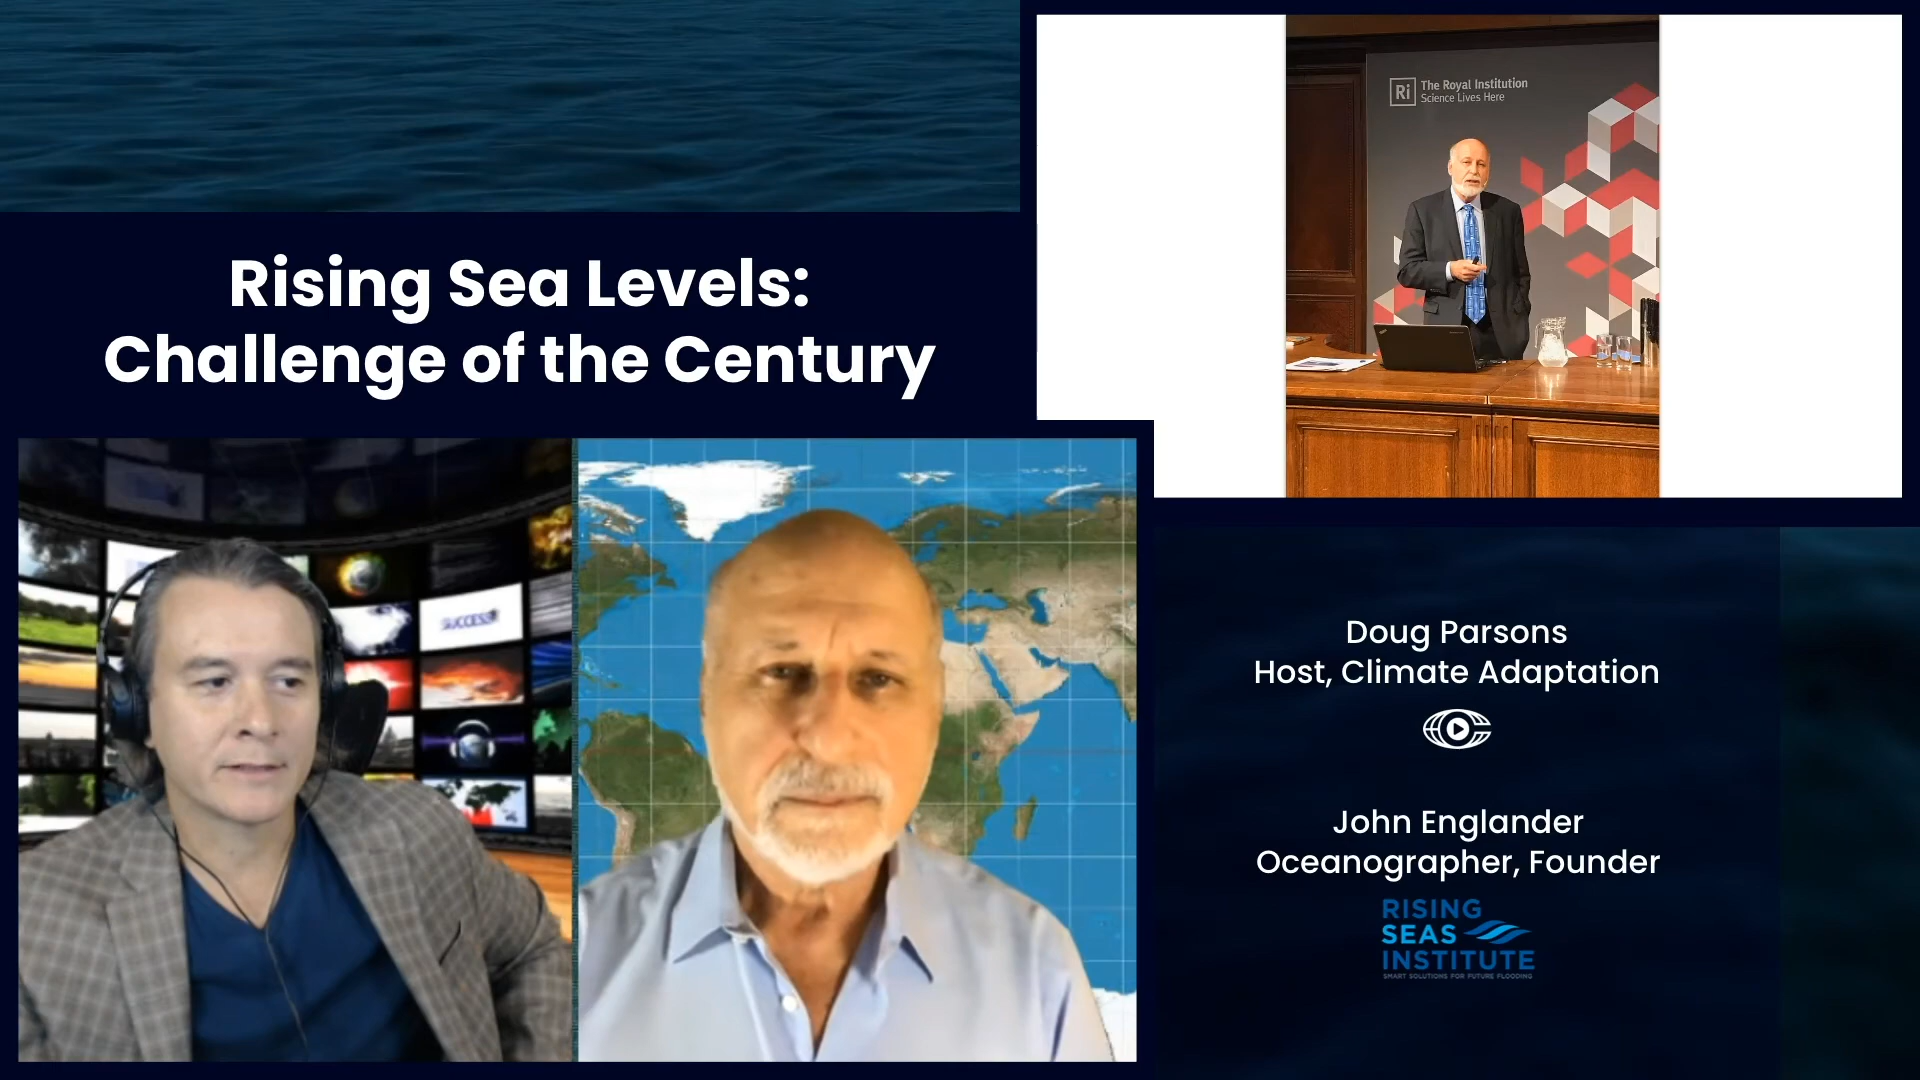 Ri The Royal Institution
Science Lives Here
Rising Sea Levels:
Challenge of the Century
SUCCESS
Doug Parsons
Host, Climate Adaptation
John Englander
Oceanographer, Founder
RISING
SEAS
INSTITUTE
SMART SOLUTIONS FOR FUTURE FLOODING